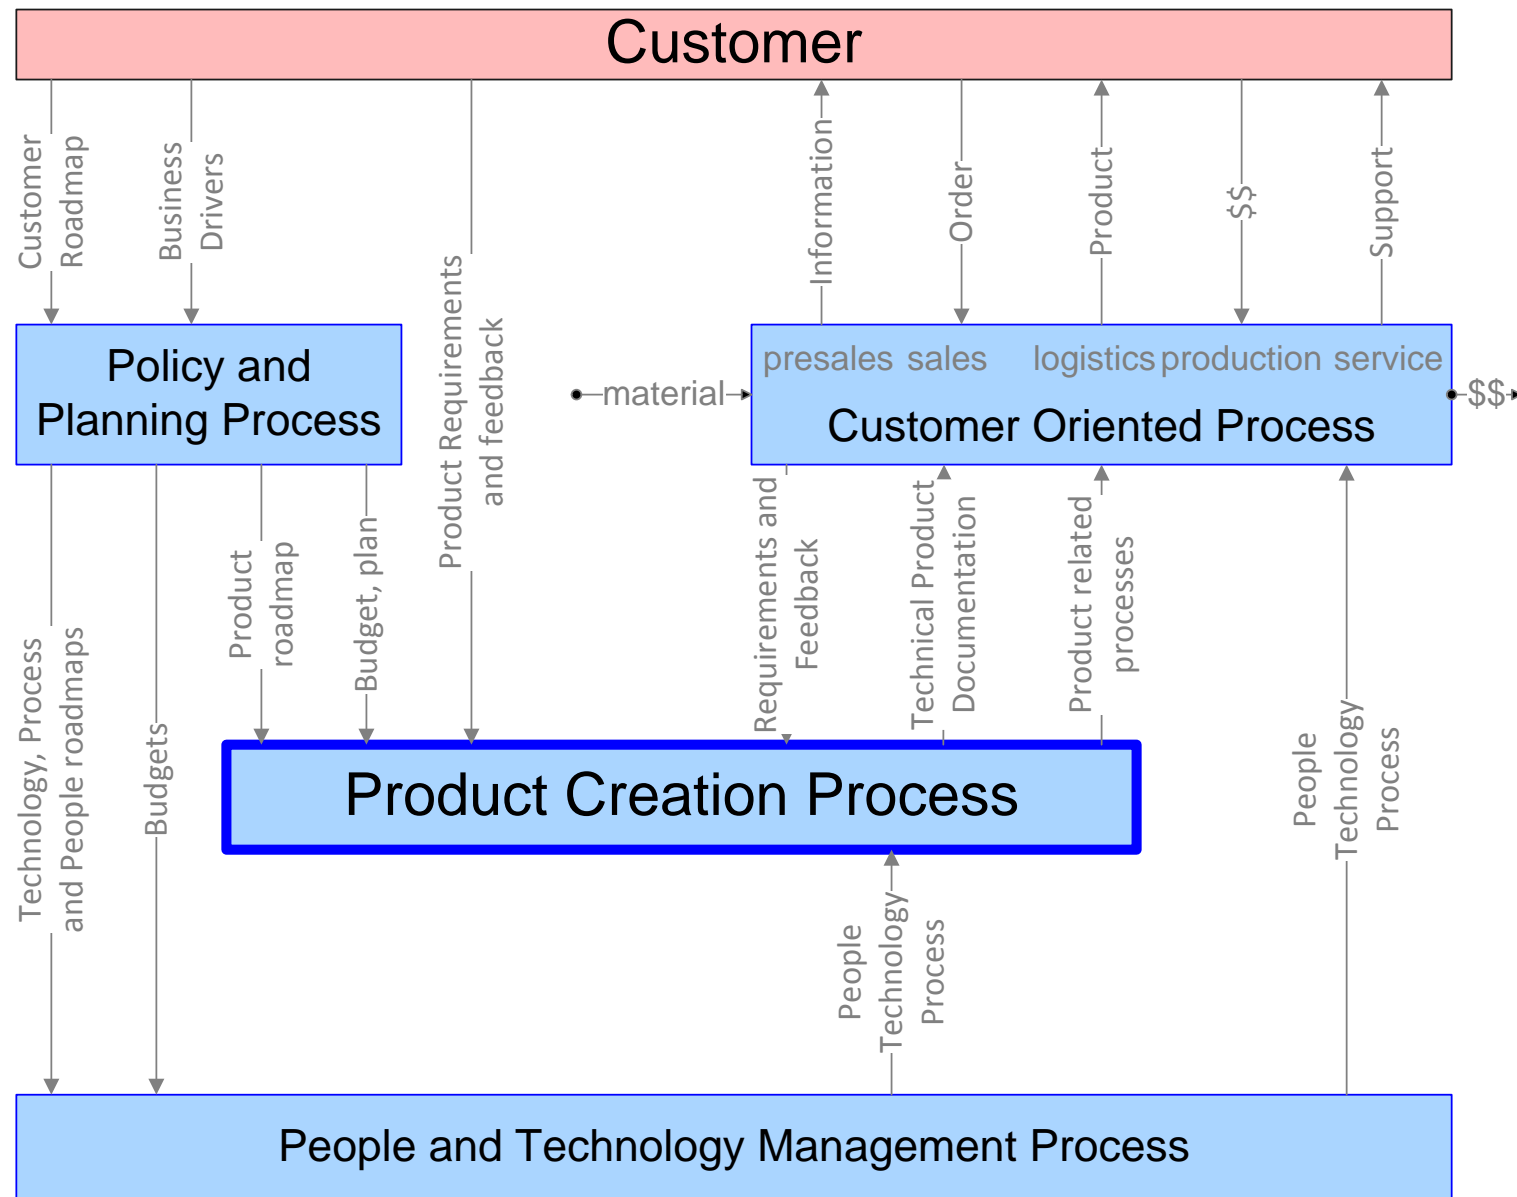 Customer
Customer
Roadmap
Business
Drivers
Product Requirements
and feedback
Information
Order
Product
$$
Support
Policy and
Planning Process
presales sales logistics production service
material
$$
Customer Oriented Process
Technology, Process
and People roadmaps
Budgets
Product
roadmap
Budget, plan
Requirements and
Feedback
Technical Product
Documentation
Product related
processes
People
Technology
Process
Product Creation Process
People
Technology
Process
People and Technology Management Process